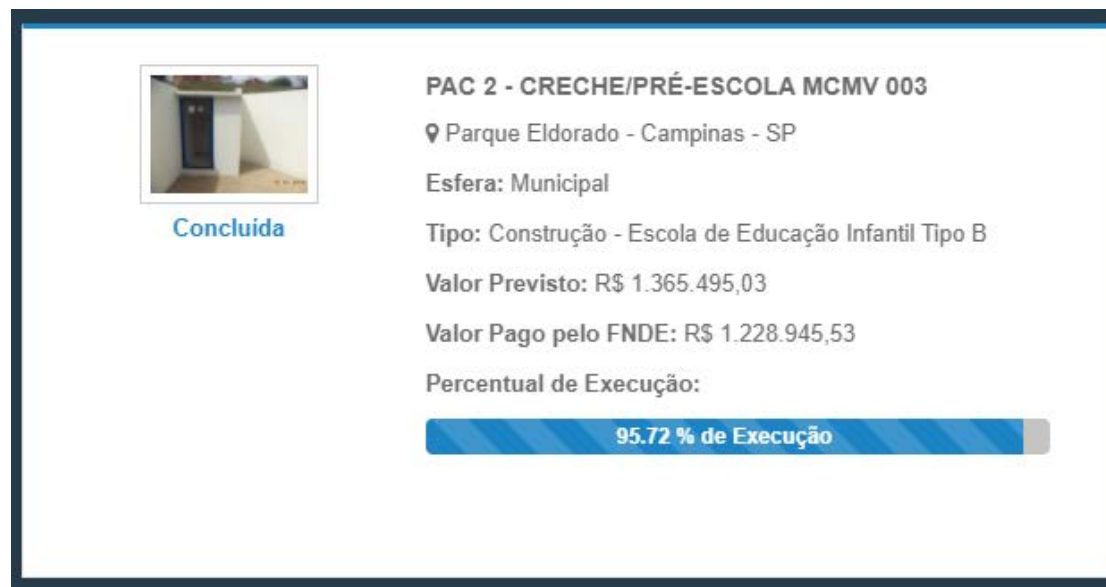 PAC 2 - CRECHE/PRÉ-ESCOLA MCMV 003
Parque Eldorado - Campinas - SP
Esfera: Municipal
Concluída
Tipo: Construção - Escola de Educação Infantil Tipo B
Valor Previsto: R$ 1.365.495,03
Valor Pago pelo FNDE: R$ 1.228.945,53
Percentual de Execução:
95.72 % de Execução